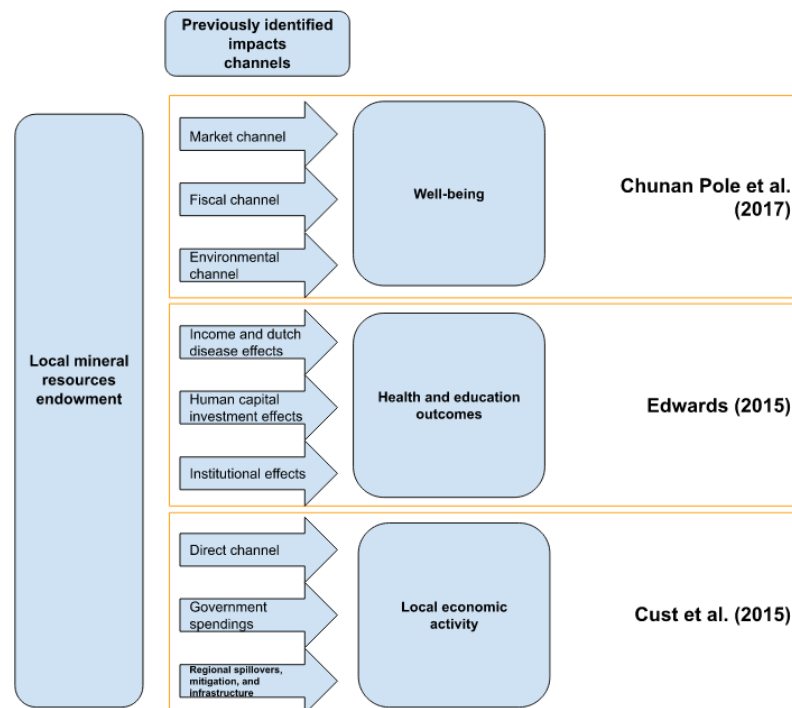 Previously identified
impacts
channels
Local mineral
resources
endowment
Market channel
Fiscal channel
Environmental
channel
Well-being
Chunan Pole et al.
(2017)
Income and dutch
disease effects
Human capital
investment effects
Institutional effects
Health and education
outcomes
Edwards (2015)
Direct channel
Government
spendings
Regional spillovers,
mitigation, and
infrastructure
Local economic
activity
Cust et al. (2015)